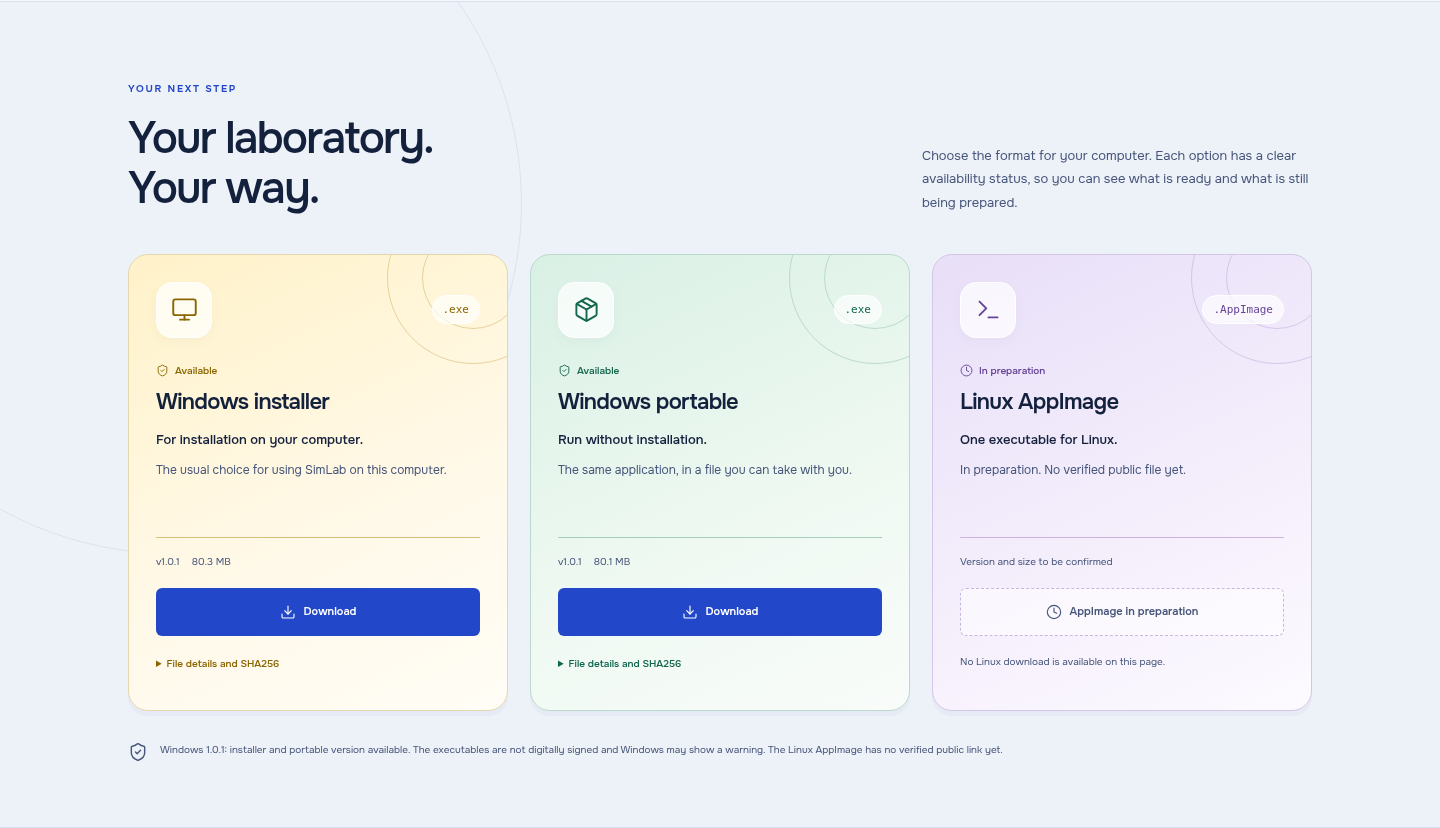 YOUR NEXT STEP
Your laboratory.
Your way.
Choose the format for your computer. Each option has a clear
availability status, so you can see what is ready and what is still
being prepared.
.exe
Available
Windows installer
For installation on your computer.
The usual choice for using SimLab on this computer.
v1.0.1 80.3 MB
Download
File details and SHA256
.exe
Available
Windows portable
Run without installation.
The same application, in a file you can take with you.
v1.0.1 80.1 MB
Download
File details and SHA256
.AppImage
In preparation
Linux AppImage
One executable for Linux.
In preparation. No verified public file yet.
Version and size to be confirmed
AppImage in preparation
No Linux download is available on this page.
Windows 1.0.1: installer and portable version available. The executables are not digitally signed and Windows may show a warning. The Linux AppImage has no verified public link yet.